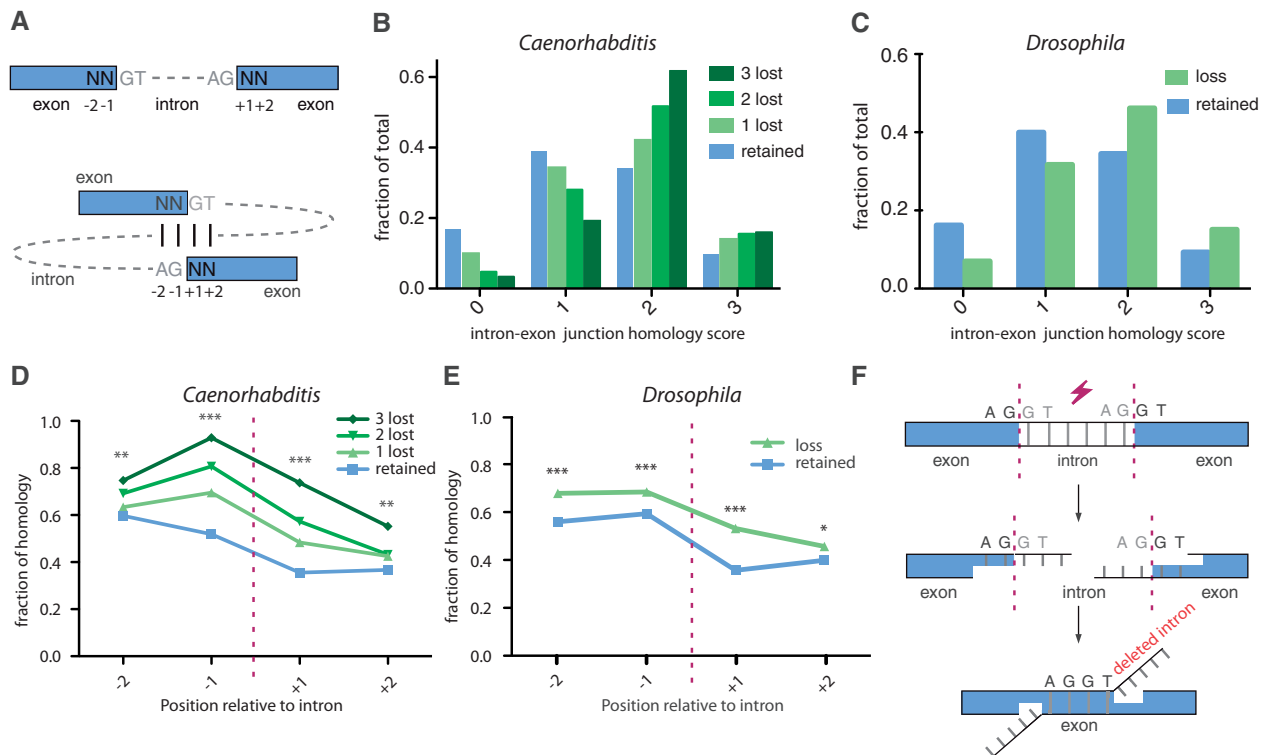 A
NN GT AG NN
exon -2 -1 intron +1 +2 exon
exon
NN GT
AG NN
intron
-2 -1 +1 +2 exon
B
Caenorhabditis
3 lost
2 lost
1 lost
retained
fraction of total
0.6
0.4
0.2
0.0
0 1 2 3
intron-exon junction homology score
C
Drosophila
loss
retained
fraction of total
0.6
0.4
0.2
0.0
0 1 2 3
intron-exon junction homology score
D
Caenorhabditis
3 lost
2 lost
1 lost
retained
fraction of homology
1.0
0.8
0.6
0.4
0.2
0.0
** *** *** **
-2 -1 +1 +2
Position relative to intron
E
Drosophila
loss
retained
fraction of homology
1.0
0.8
0.6
0.4
0.2
0.0
*** *** *** *
-2 -1 +1 +2
Position relative to intron
F
A G G T A G G T
exon intron exon
A G G T A G G T
exon intron exon
deleted intron
A G G T
exon